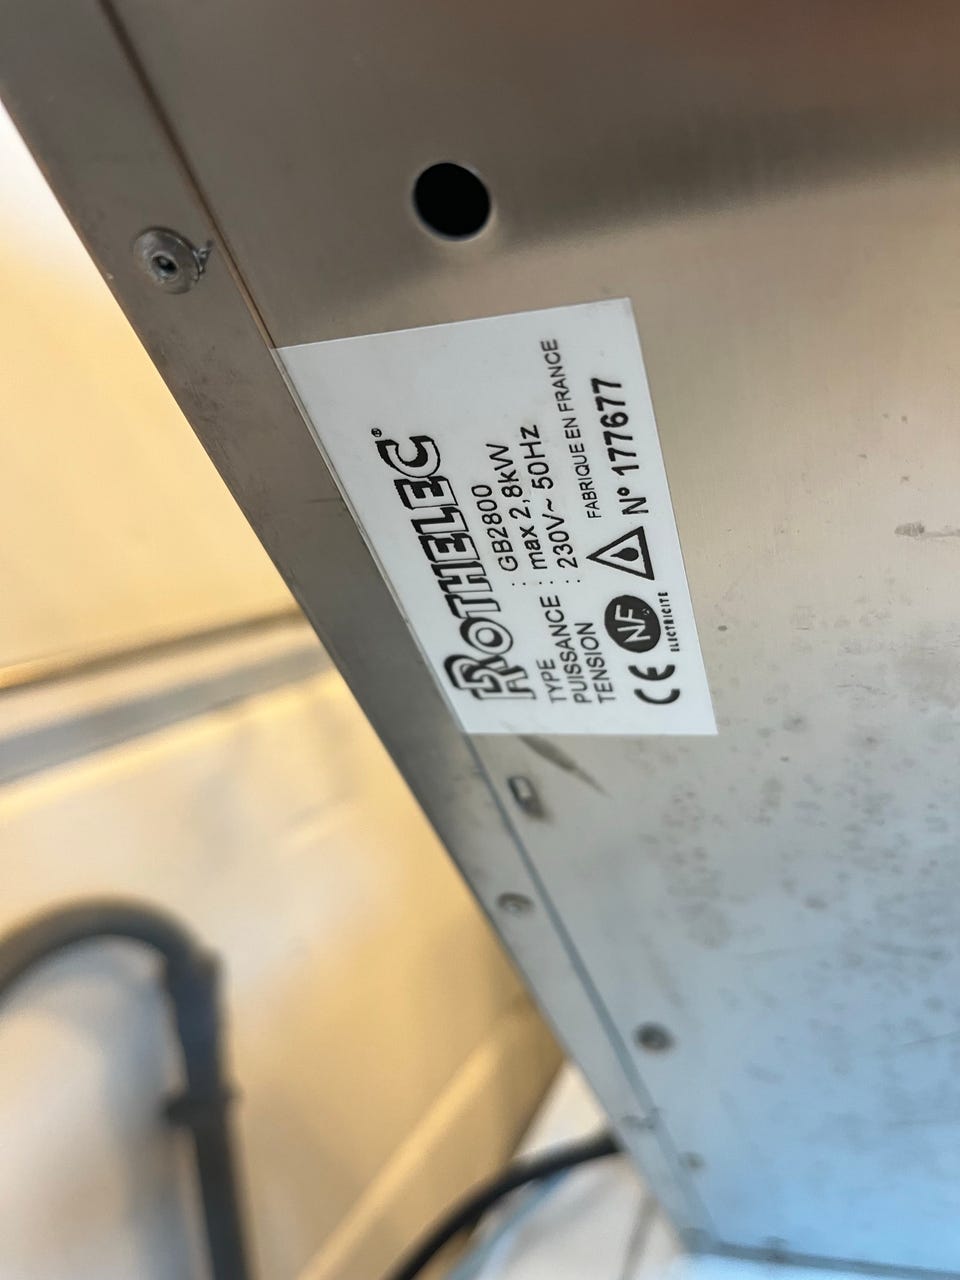 ROTHELEC®
TYPE : GB2800
PUISSANCE : max 2,8kW
TENSION : 230V~ 50Hz
FABRIQUE EN FRANCE
CE NF ELECTRICITE N° 177677